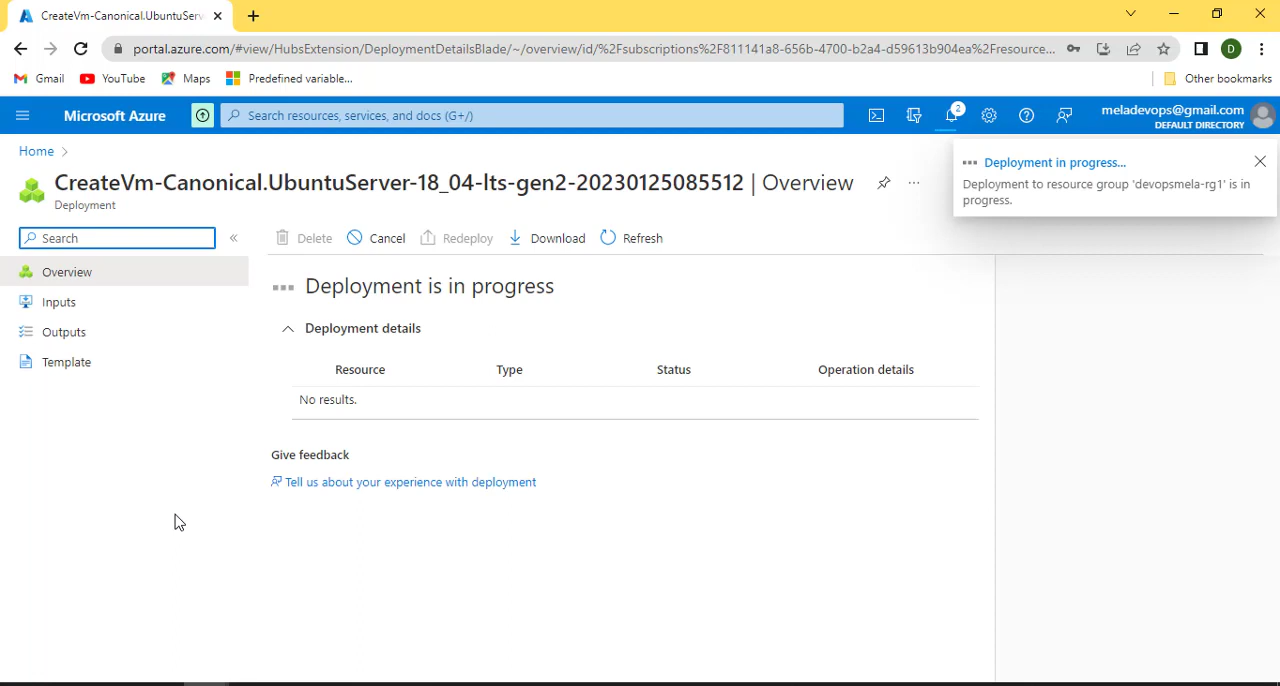 CreateVm-Canonical.UbuntuServer
portal.azure.com/#view/HubsExtension/DeploymentDetailsBlade/~/overview/id/%2Fsubscriptions%2F811141a8-656b-4700-b2a4-d59613b904ea%2Fresource...
D
Gmail
YouTube
Maps
Predefined variable...
Other bookmarks
Microsoft Azure
Search resources, services, and docs (G+/)
2
meladevops@gmail.com
DEFAULT DIRECTORY
Home >
Deployment in progress...
Deployment to resource group 'devopsmela-rg1' is in
progress.
CreateVm-Canonical.UbuntuServer-18_04-lts-gen2-20230125085512 | Overview
Deployment
Search
Delete
Cancel
Redeploy
Download
Refresh
Overview
Inputs
Outputs
Template
Deployment is in progress
Deployment details
Resource Type Status Operation details
No results.
Give feedback
Tell us about your experience with deployment